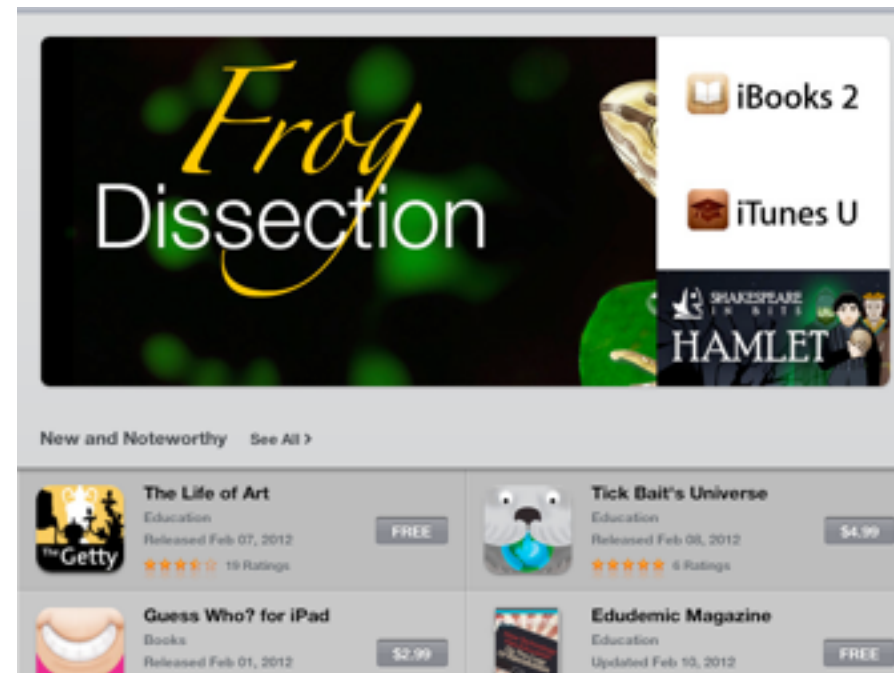 Frog
Dissection
iBooks 2
iTunes U
SHAKESPEARE
IN BITS
HAMLET
New and Noteworthy See All >
The Life of Art
Education
Released Feb 07, 2012
19 Ratings
FREE
The Getty
Tick Bait's Universe
Education
Released Feb 08, 2012
6 Ratings
$4.99
Guess Who? for iPad
Books
Released Feb 01, 2012
$2.99
Edudemic Magazine
Education
Updated Feb 10, 2012
FREE